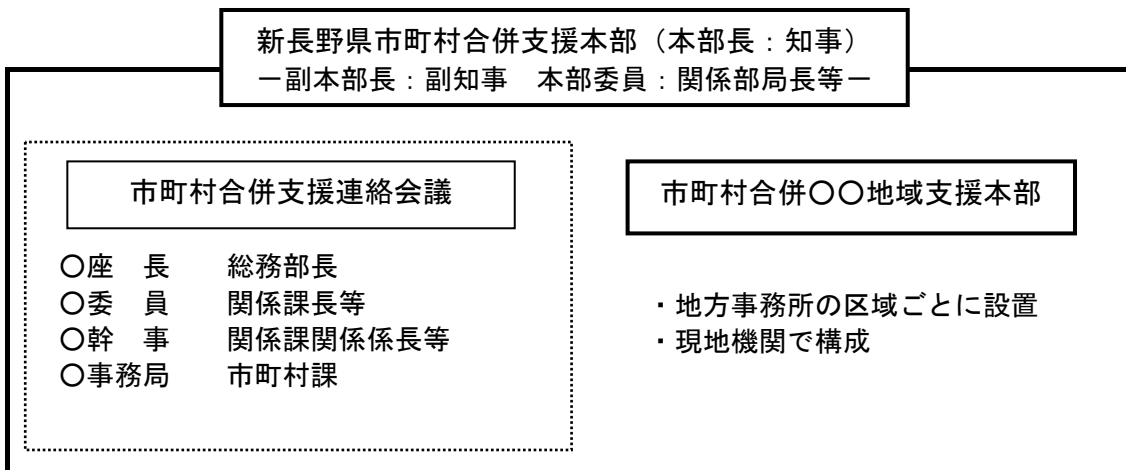 新長野県市町村合併支援本部（本部長：知事）
－副本部長：副知事　本部委員：関係部局長等－
市町村合併支援連絡会議
○座　長　　総務部長
○委　員　　関係課長等
○幹　事　　関係課関係係長等
○事務局　　市町村課
市町村合併○○地域支援本部
・地方事務所の区域ごとに設置
・現地機関で構成